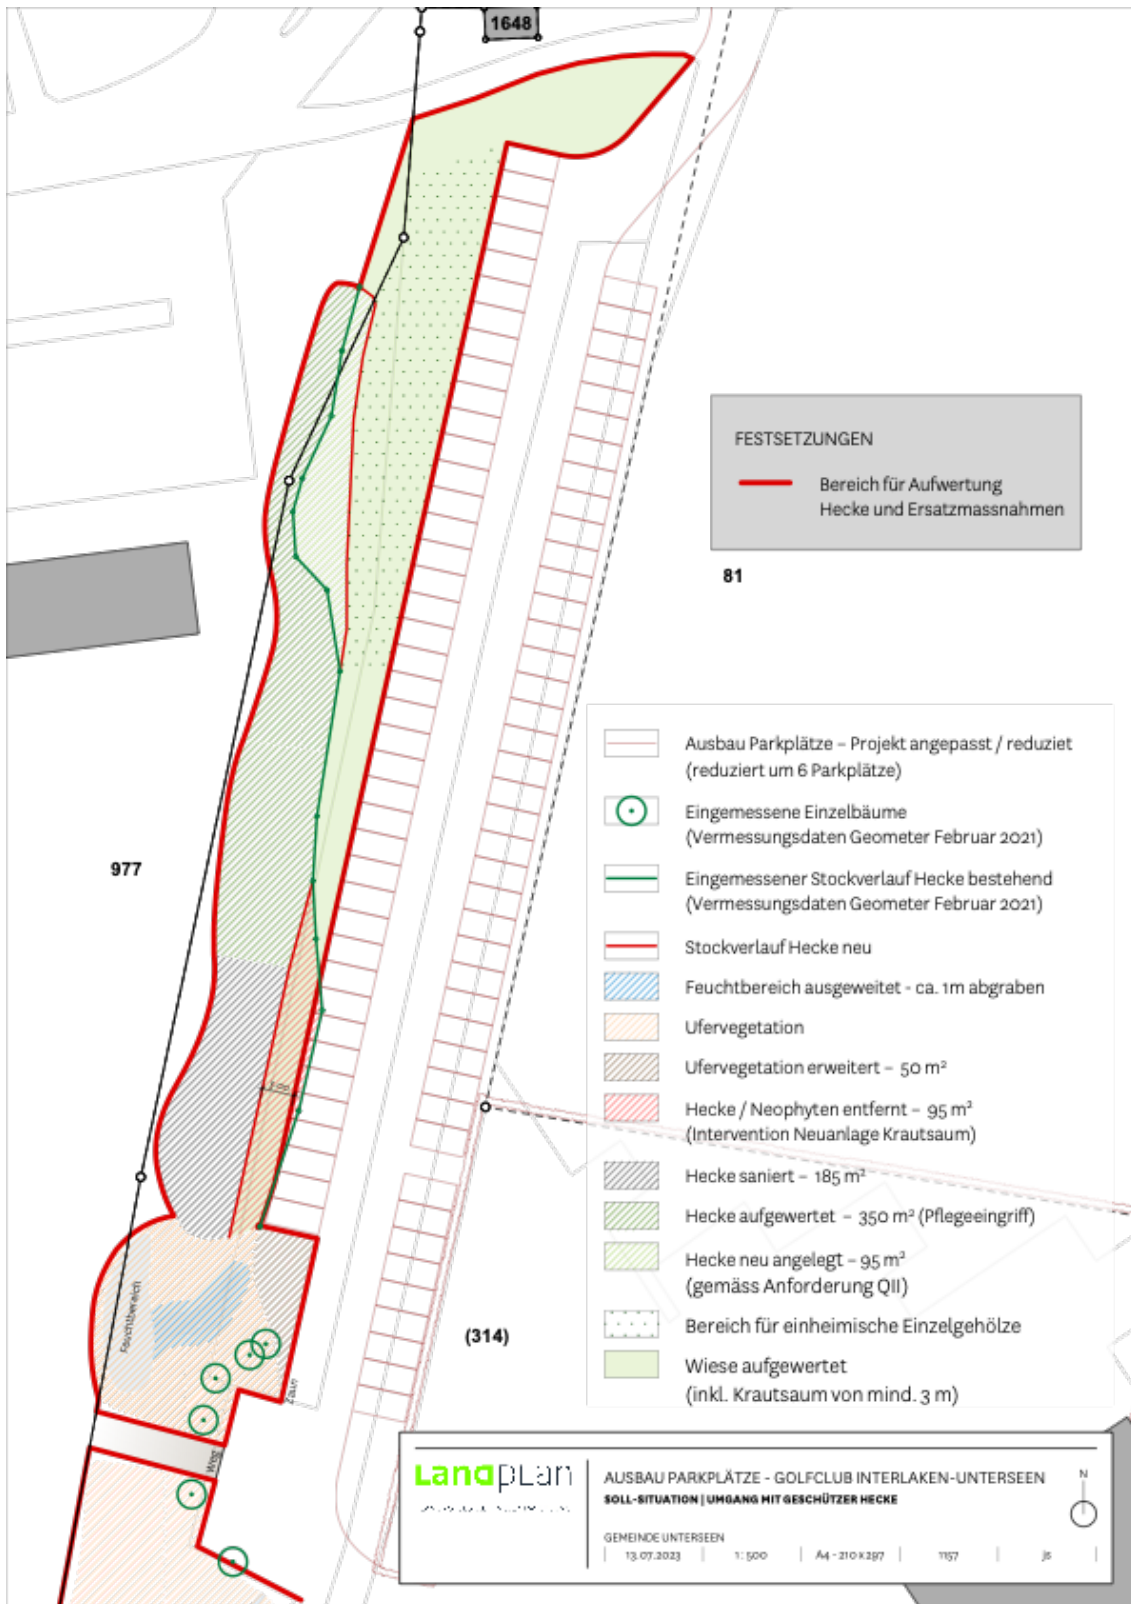 1648
FESTSETZUNGEN
Bereich für Aufwertung
Hecke und Ersatzmassnahmen
81
977
Ausbau Parkplätze – Projekt angepasst / reduziet
(reduziert um 6 Parkplätze)
Eingemessene Einzelbäume
(Vermessungsdaten Geometer Februar 2021)
Eingemessener Stockverlauf Hecke bestehend
(Vermessungsdaten Geometer Februar 2021)
Stockverlauf Hecke neu
Feuchtbereich ausgeweitet - ca. 1m abgraben
Ufervegetation
Ufervegetation erweitert – 50 m²
Hecke / Neophyten entfernt – 95 m²
(Intervention Neuanlage Krautsaum)
Hecke saniert – 185 m²
Hecke aufgewertet – 350 m² (Pflegeeingriff)
Hecke neu angelegt – 95 m²
(gemäss Anforderung QII)
Bereich für einheimische Einzelgehölze
Wiese aufgewertet
(inkl. Krautsaum von mind. 3 m)
Feuchtbereich
(314)
Zaun
Weg
Landplan
AUSBAU PARKPLÄTZE - GOLFCLUB INTERLAKEN-UNTERSEEN
SOLL-SITUATION | UMGANG MIT GESCHÜTZER HECKE
N
GEMEINDE UNTERSEEN
13.07.2023 | 1: 500 | A4 - 210 x 297 | 1157 | js